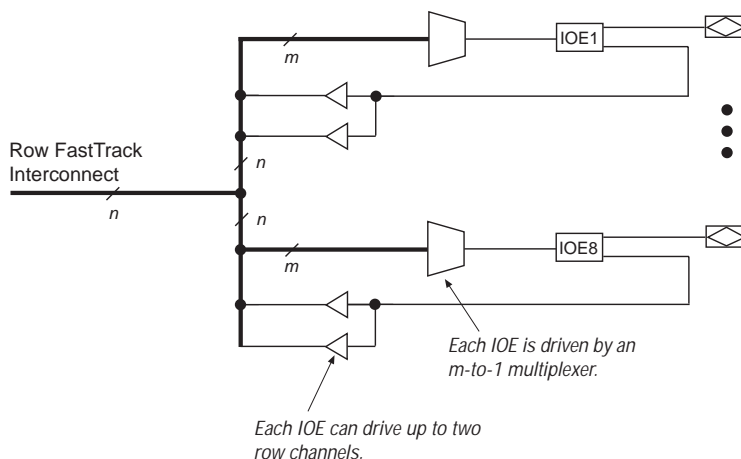 m
IOE1
n
Row FastTrack
Interconnect
n
n
m
IOE8
Each IOE is driven by an
m-to-1 multiplexer.
Each IOE can drive up to two
row channels.